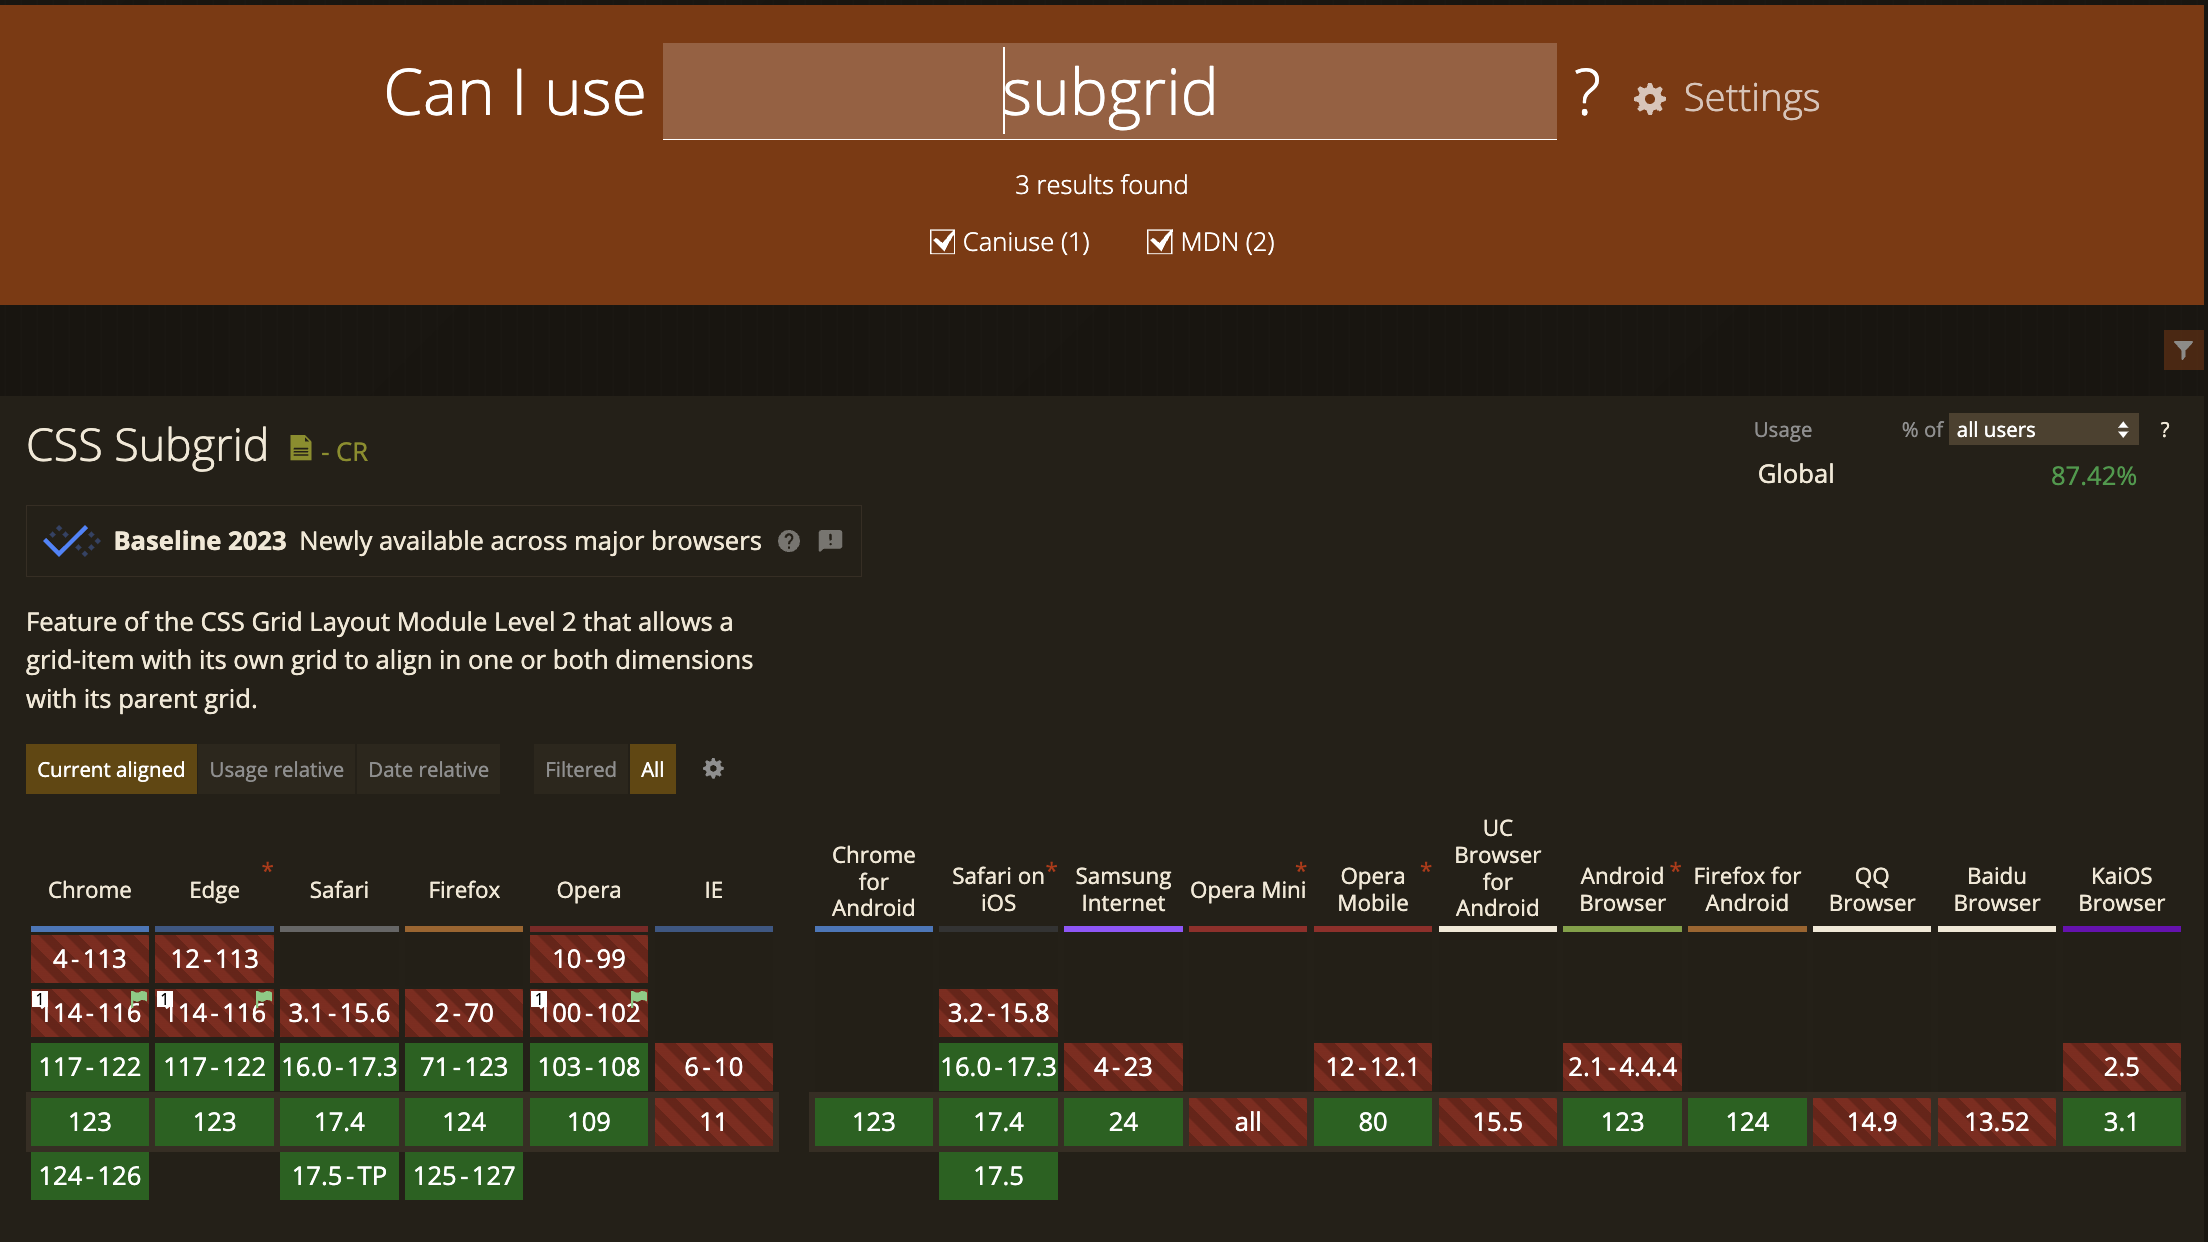 Can I use subgrid ? Settings
3 results found
Caniuse (1) MDN (2)
CSS Subgrid - CR
Usage % of all users ?
Global 87.42%
Baseline 2023 Newly available across major browsers ? !
Feature of the CSS Grid Layout Module Level 2 that allows a
grid-item with its own grid to align in one or both dimensions
with its parent grid.
Current aligned Usage relative Date relative Filtered All
Chrome Edge * Safari Firefox Opera IE Chrome for Android Safari on iOS * Samsung Internet Opera Mini * Opera Mobile * UC Browser for Android Android Browser * Firefox for Android QQ Browser Baidu Browser KaiOS Browser
4-113 12-113 10-99
1 114-116 1 114-116 3.1-15.6 2-70 1 100-102 3.2-15.8
117-122 117-122 16.0-17.3 71-123 103-108 6-10 16.0-17.3 4-23 12-12.1 2.1-4.4.4 2.5
123 123 17.4 124 109 11 123 17.4 24 all 80 15.5 123 124 14.9 13.52 3.1
124-126 17.5-TP 125-127 17.5